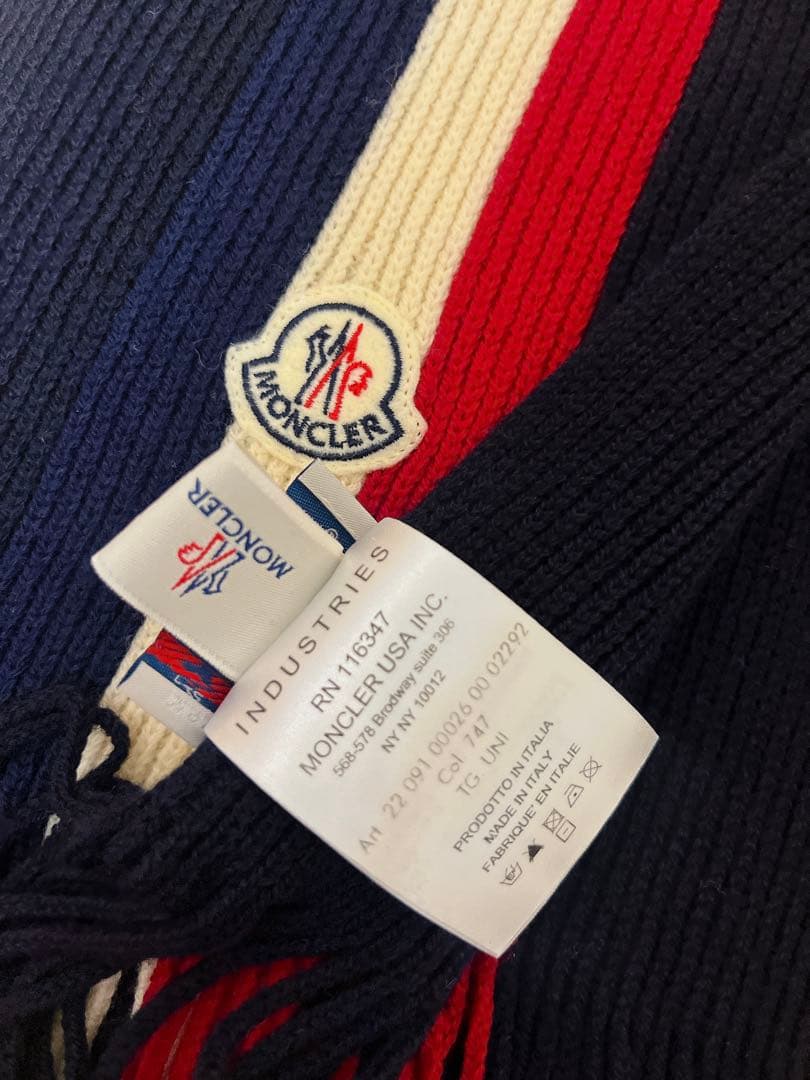 MONCLER
MONCLER
INDUSTRIES
RN 116347
MONCLER USA INC.
568-578 Brodway suite 306
NY NY 10012
Art 22 091 00026 00 02292
Col 747
TG UNI
PRODOTTO IN ITALIA
MADE IN ITALY
FABRIQUE' EN ITALIE